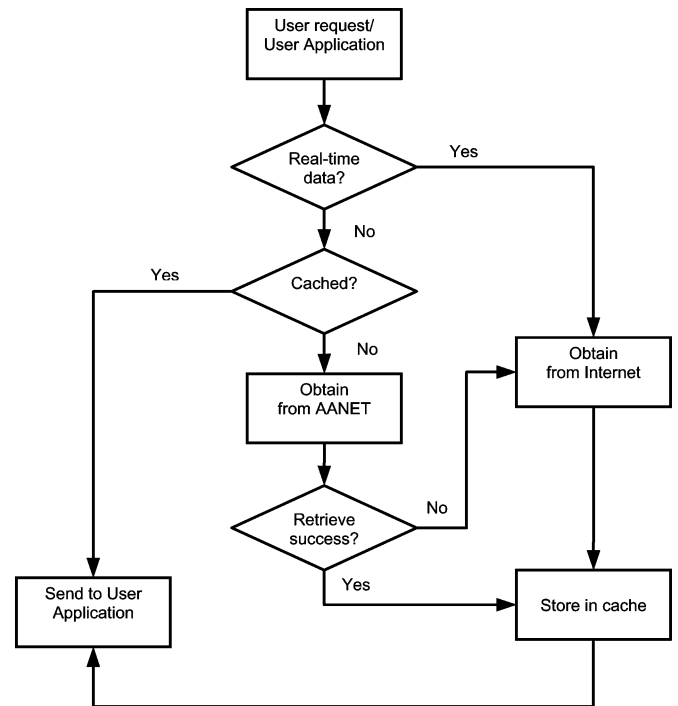 User request/
User Application
Real-time
data?
Yes
No
Cached?
Yes
No
Obtain
from Internet
Obtain
from AANET
Retrieve
success?
No
Yes
Send to User
Application
Store in cache